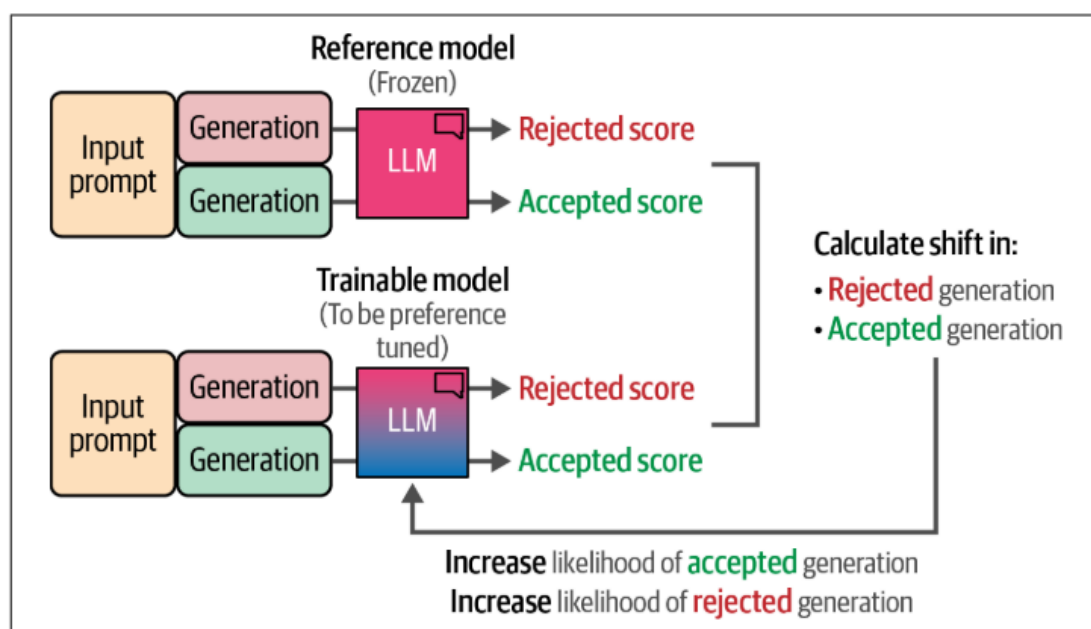 Reference model
(Frozen)
Input
prompt
Generation
Generation
LLM
Rejected score
Accepted score
Trainable model
(To be preference
tuned)
Input
prompt
Generation
Generation
LLM
Rejected score
Accepted score
Calculate shift in:
• Rejected generation
• Accepted generation
Increase likelihood of accepted generation
Increase likelihood of rejected generation